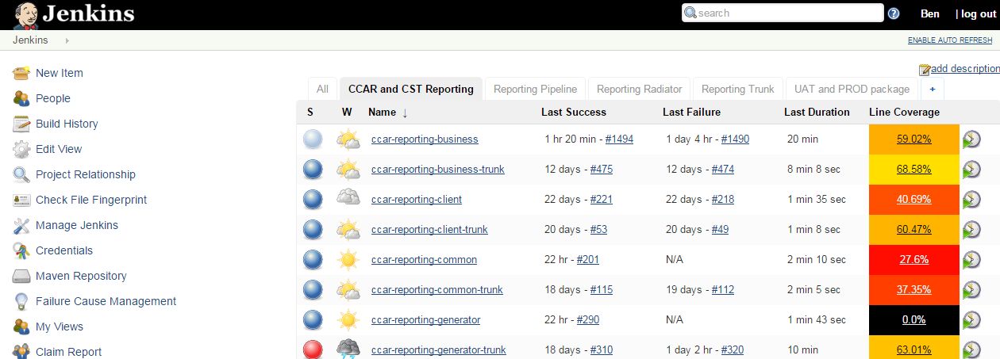 Jenkins
search
Ben | log out
Jenkins
ENABLE AUTO REFRESH
New Item
People
Build History
Edit View
Project Relationship
Check File Fingerprint
Manage Jenkins
Credentials
Maven Repository
Failure Cause Management
My Views
Claim Report
add description
All CCAR and CST Reporting Reporting Pipeline Reporting Radiator Reporting Trunk UAT and PROD package +
S W Name ↓ Last Success Last Failure Last Duration Line Coverage
ccar-reporting-business 1 hr 20 min - #1494 1 day 4 hr - #1490 20 min 59.02%
ccar-reporting-business-trunk 12 days - #475 12 days - #474 8 min 8 sec 68.58%
ccar-reporting-client 22 days - #221 22 days - #218 1 min 35 sec 40.69%
ccar-reporting-client-trunk 20 days - #53 20 days - #49 1 min 8 sec 60.47%
ccar-reporting-common 22 hr - #201 N/A 2 min 10 sec 27.6%
ccar-reporting-common-trunk 18 days - #115 19 days - #112 2 min 5 sec 37.35%
ccar-reporting-generator 22 hr - #290 N/A 1 min 43 sec 0.0%
ccar-reporting-generator-trunk 18 days - #310 1 day 2 hr - #320 10 min 63.01%